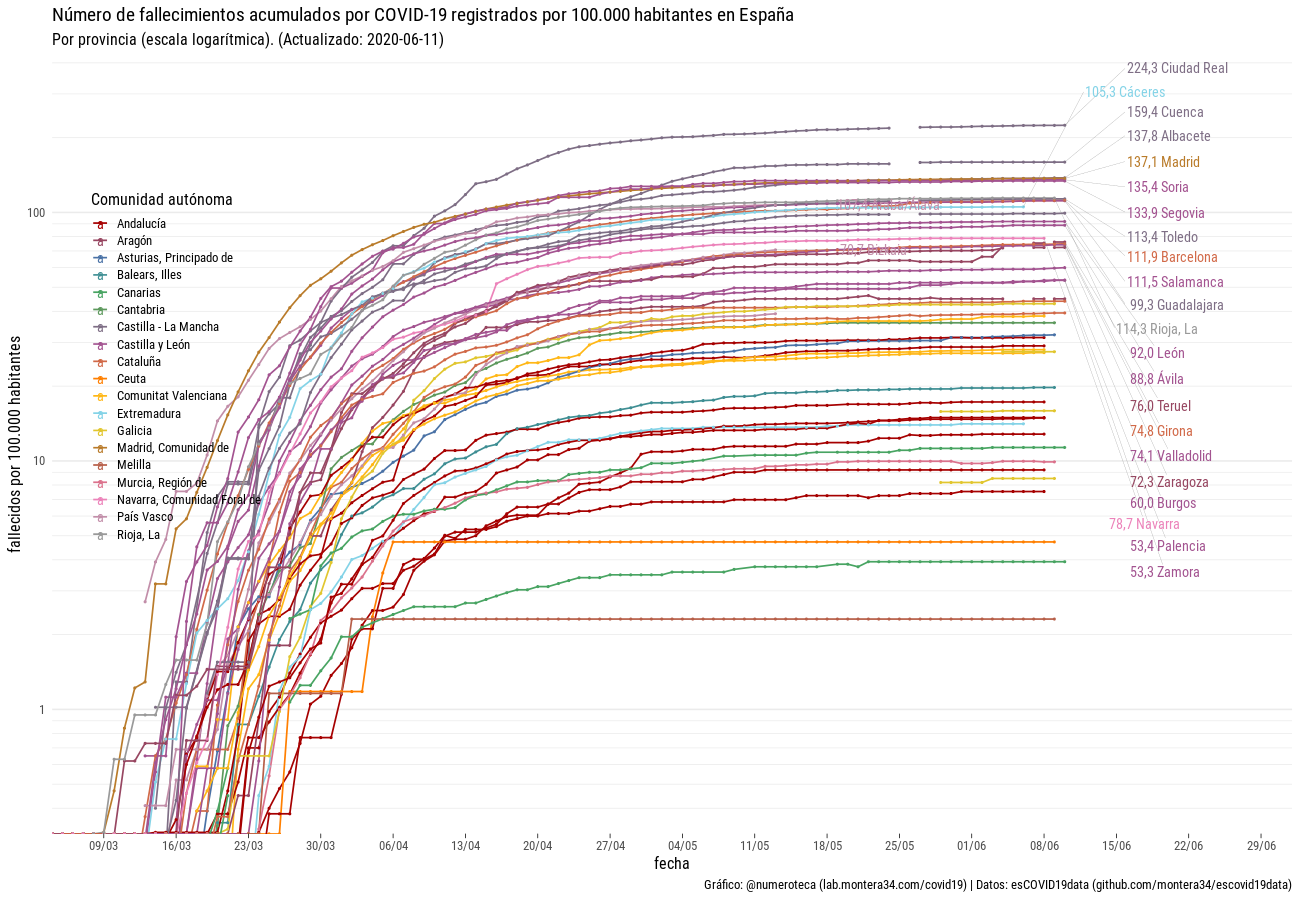 Número de fallecimientos acumulados por COVID-19 registrados por 100.000 habitantes en España
Por provincia (escala logarítmica). (Actualizado: 2020-06-11)
fallecidos por 100.000 habitantes
100
10
1
Comunidad autónoma
Andalucía
Aragón
Asturias, Principado de
Balears, Illes
Canarias
Cantabria
Castilla - La Mancha
Castilla y León
Cataluña
Ceuta
Comunitat Valenciana
Extremadura
Galicia
Madrid, Comunidad de
Melilla
Murcia, Región de
Navarra, Comunidad Foral de
País Vasco
Rioja, La
224,3 Ciudad Real
105,3 Cáceres
159,4 Cuenca
137,8 Albacete
137,1 Madrid
135,4 Soria
133,9 Segovia
113,4 Toledo
111,9 Barcelona
111,5 Salamanca
99,3 Guadalajara
114,3 Rioja, La
92,0 León
88,8 Ávila
76,0 Teruel
74,8 Girona
74,1 Valladolid
72,3 Zaragoza
60,0 Burgos
78,7 Navarra
53,4 Palencia
53,3 Zamora
09/03
16/03
23/03
30/03
06/04
13/04
20/04
27/04
04/05
11/05
18/05
25/05
01/06
08/06
15/06
22/06
29/06
fecha
Gráfico: @numeroteca (lab.montera34.com/covid19) | Datos: esCOVID19data (github.com/montera34/escovid19data)